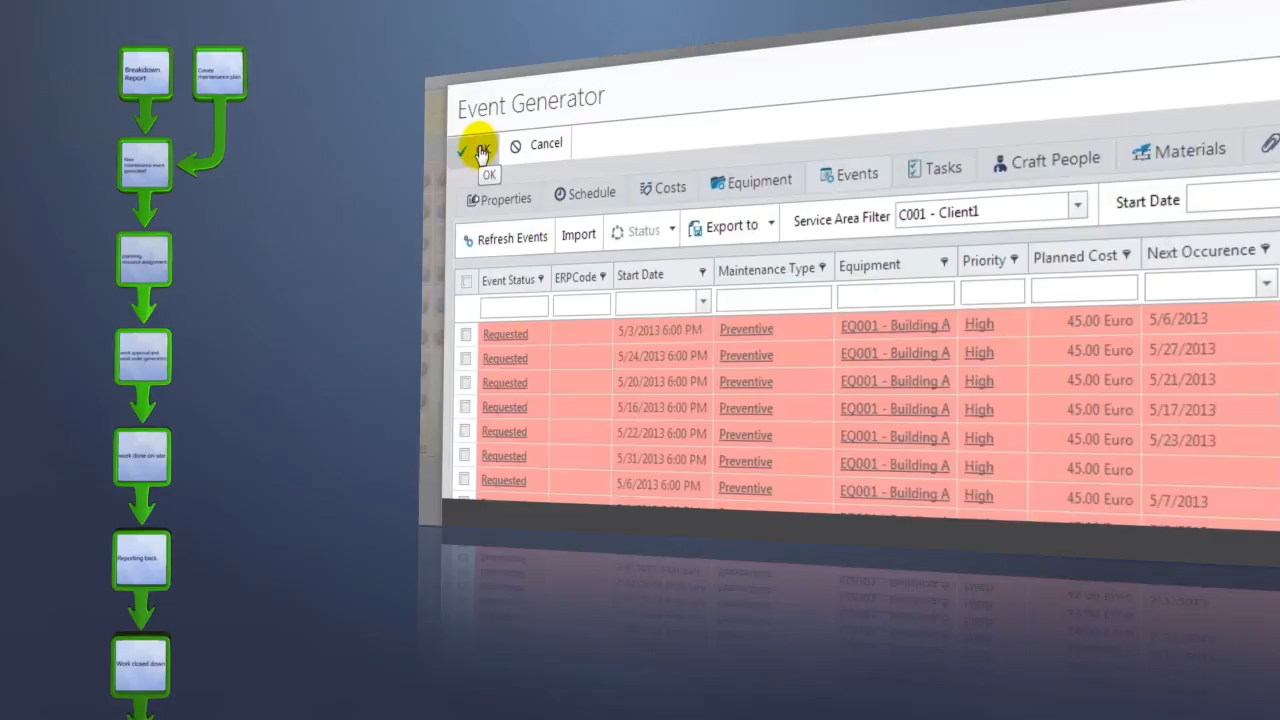 Breakdown
Report
Create
maintenance plan
New
maintenance event
generated
planning
resource assignment
work approval and
work order generation
work done on site
Reporting back
Work closed down
Event Generator
OK Cancel
OK
Properties Schedule Costs Equipment Events Tasks Craft People Materials
Refresh Events Import Status Export to Service Area Filter C001 - Client1 Start Date
Event Status ERPCode Start Date Maintenance Type Equipment Priority Planned Cost Next Occurence
Requested 5/3/2013 6:00 PM Preventive EQ001 - Building A High 45.00 Euro 5/6/2013
Requested 5/24/2013 6:00 PM Preventive EQ001 - Building A High 45.00 Euro 5/27/2013
Requested 5/20/2013 6:00 PM Preventive EQ001 - Building A High 45.00 Euro 5/21/2013
Requested 5/16/2013 6:00 PM Preventive EQ001 - Building A High 45.00 Euro 5/17/2013
Requested 5/22/2013 6:00 PM Preventive EQ001 - Building A High 45.00 Euro 5/23/2013
Requested 5/31/2013 6:00 PM Preventive EQ001 - Building A High 45.00 Euro
Requested 5/6/2013 6:00 PM Preventive EQ001 - Building A High 45.00 Euro 5/7/2013